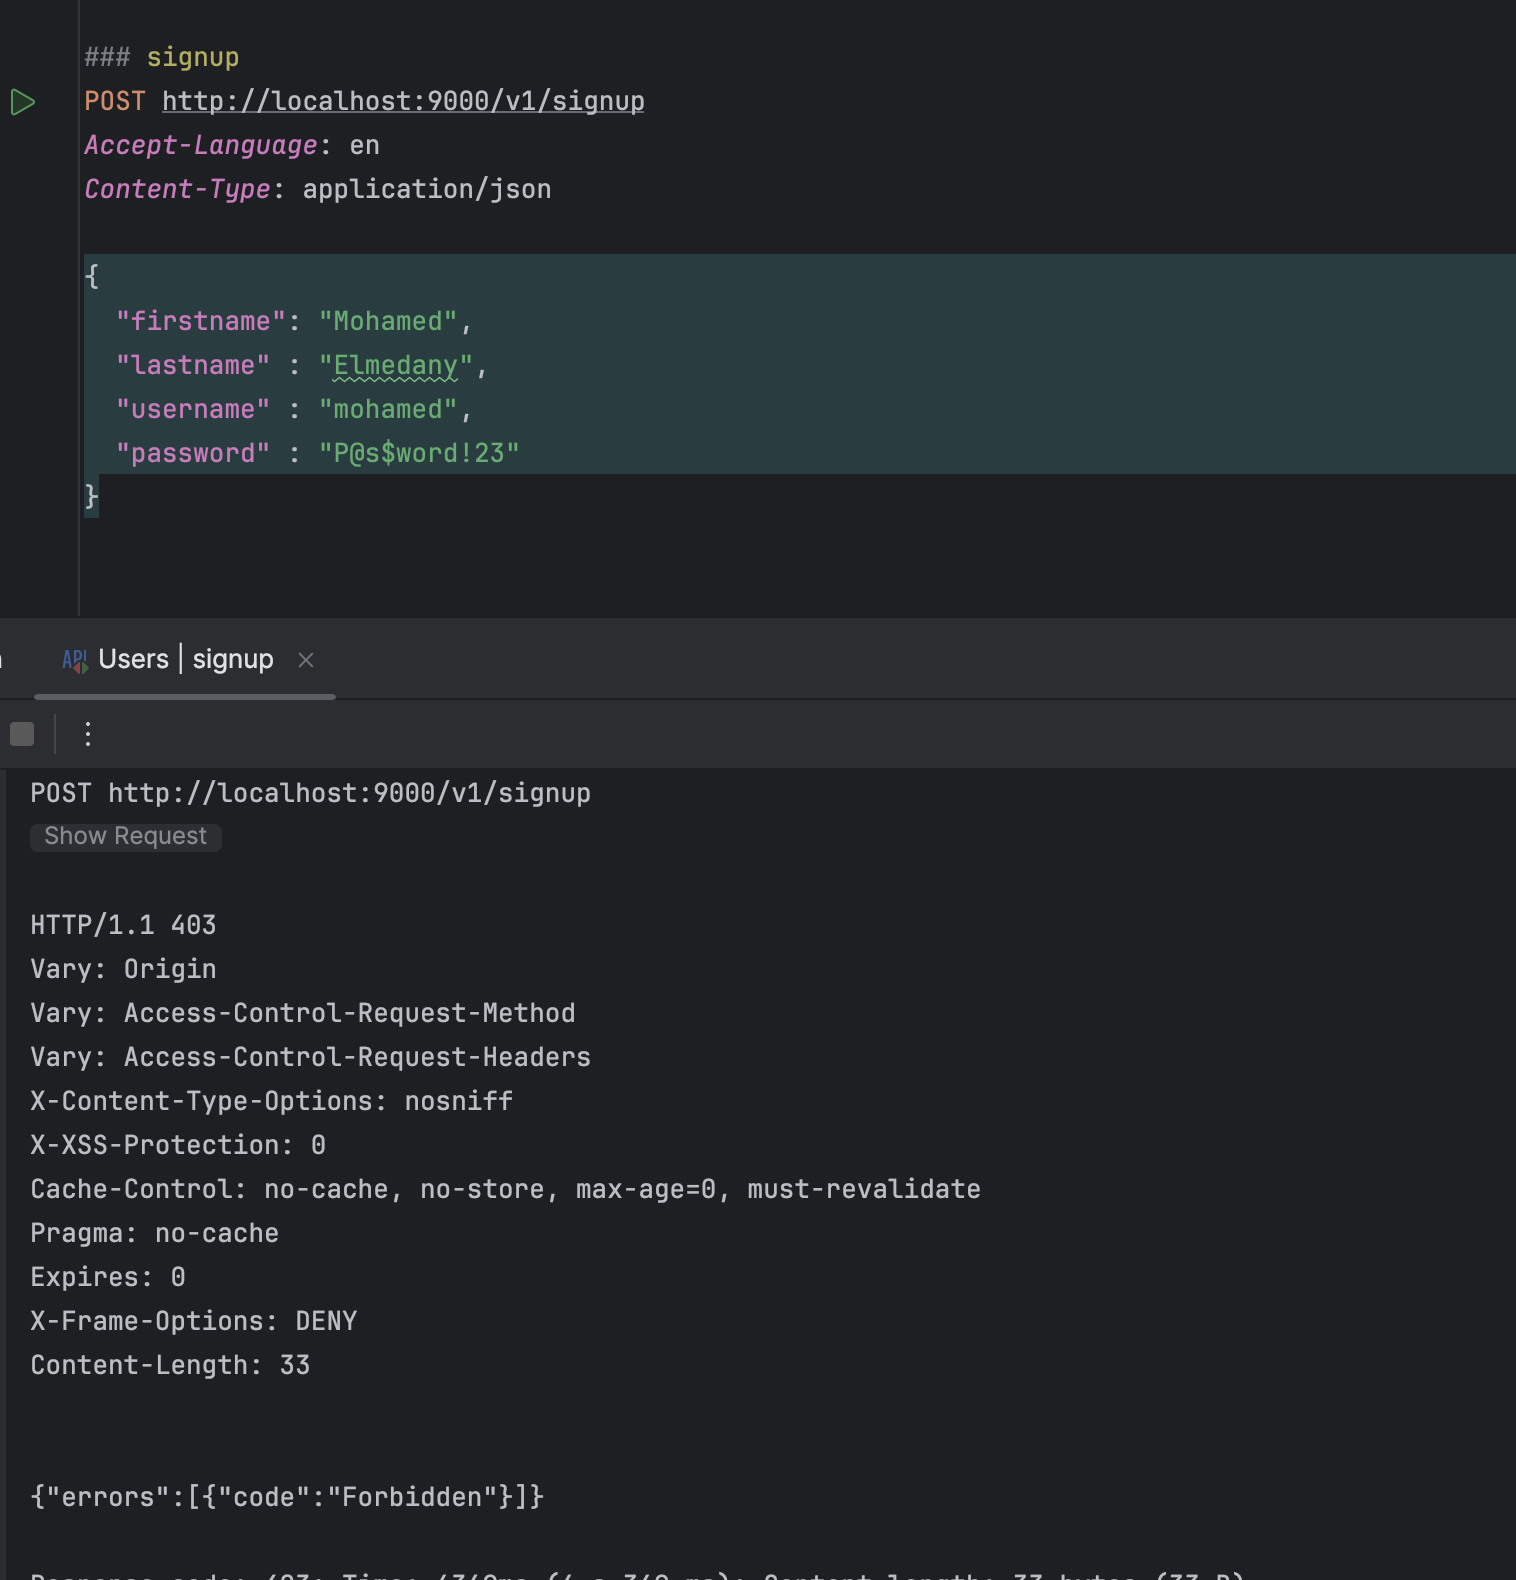 ### signup
POST http://localhost:9000/v1/signup
Accept-Language: en
Content-Type: application/json
{
"firstname": "Mohamed",
"lastname" : "Elmedany",
"username" : "mohamed",
"password" : "P@s$word!23"
}
API Users | signup
POST http://localhost:9000/v1/signup
Show Request
HTTP/1.1 403
Vary: Origin
Vary: Access-Control-Request-Method
Vary: Access-Control-Request-Headers
X-Content-Type-Options: nosniff
X-XSS-Protection: 0
Cache-Control: no-cache, no-store, max-age=0, must-revalidate
Pragma: no-cache
Expires: 0
X-Frame-Options: DENY
Content-Length: 33
{"errors":[{"code":"Forbidden"}]}